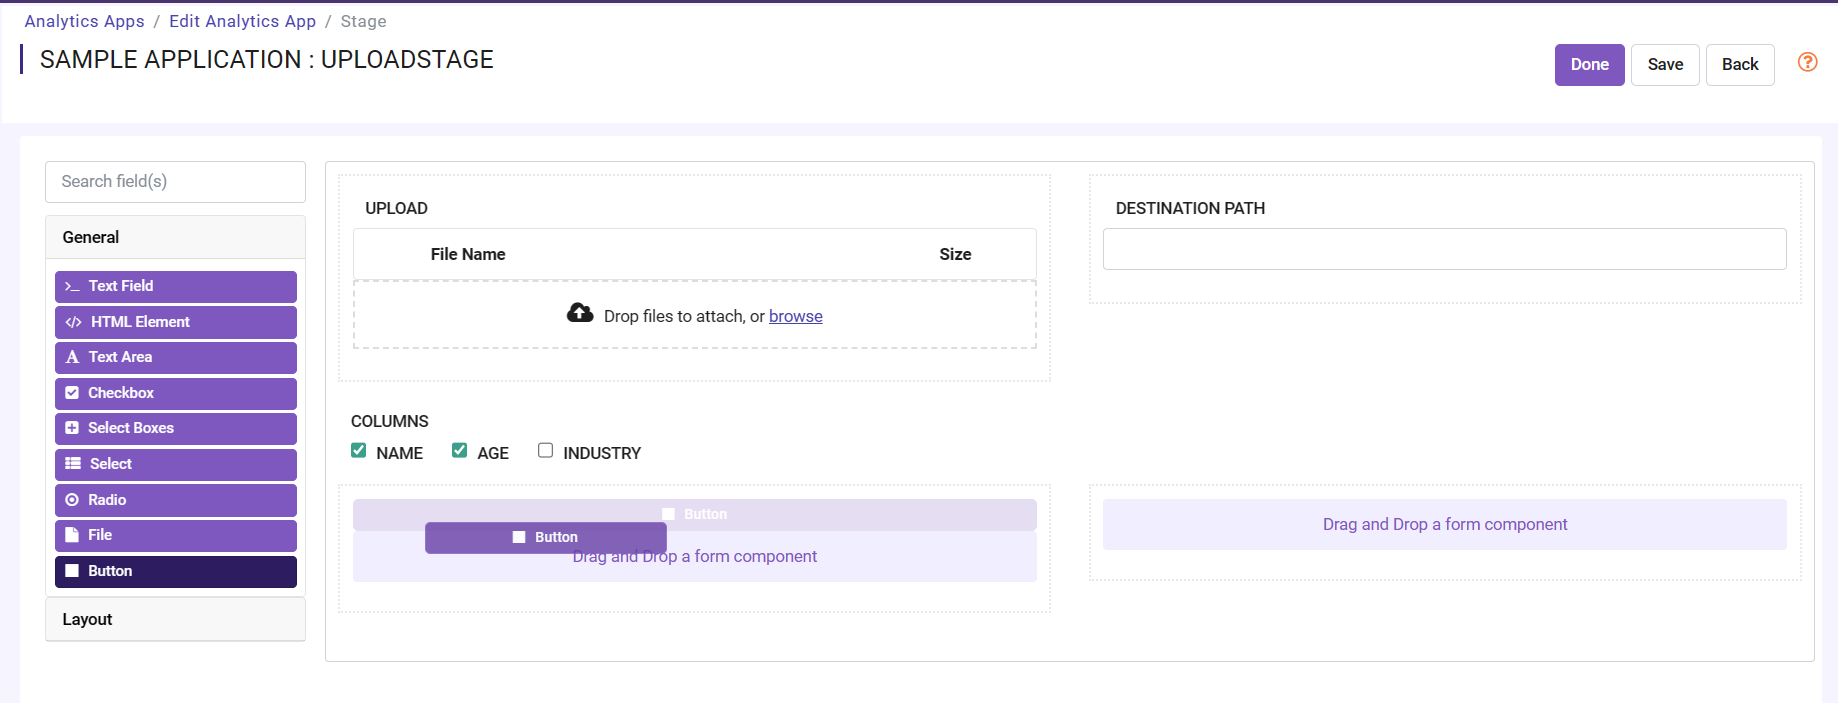 Analytics Apps / Edit Analytics App / Stage
SAMPLE APPLICATION : UPLOADSTAGE
Done
Save
Back
Search field(s)
General
Text Field
HTML Element
Text Area
Checkbox
Select Boxes
Select
Radio
File
Button
Layout
UPLOAD
File Name Size
Drop files to attach, or browse
DESTINATION PATH
COLUMNS
NAME AGE INDUSTRY
Button
Button
Drag and Drop a form component
Drag and Drop a form component